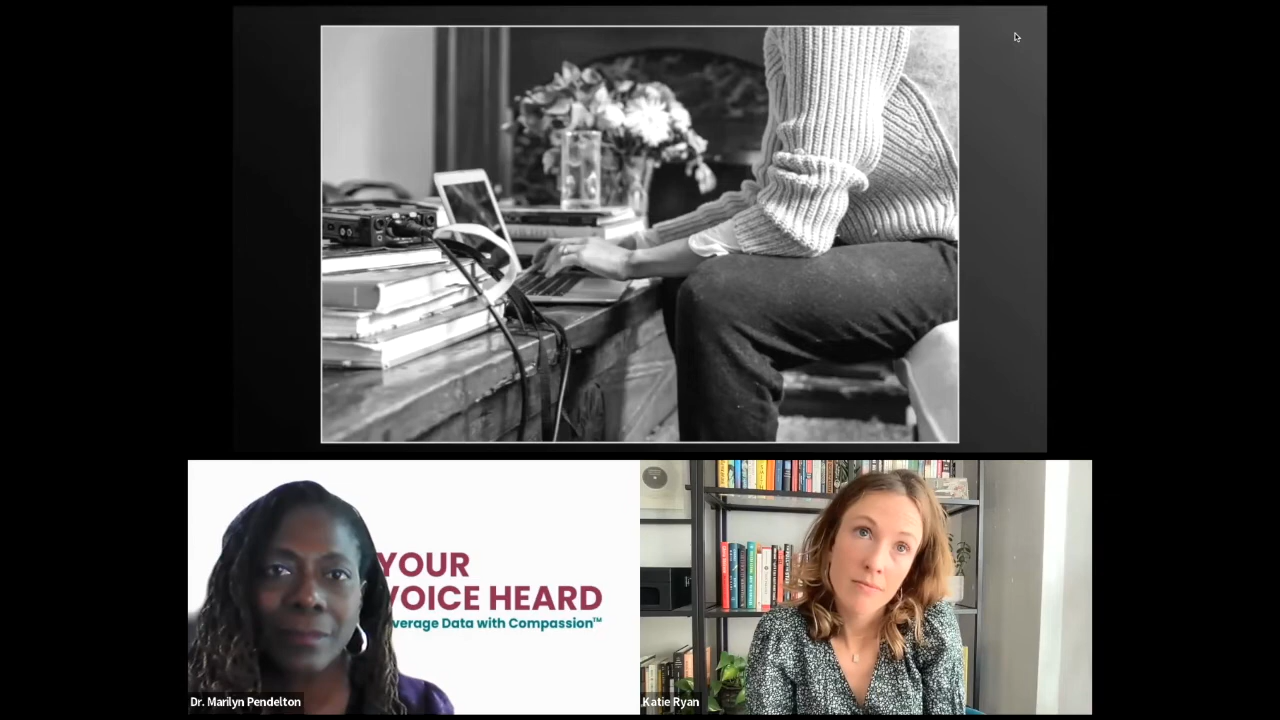 YOUR
VOICE HEARD
verage Data with Compassion™
Dr. Marilyn Pendelton
Katie Ryan